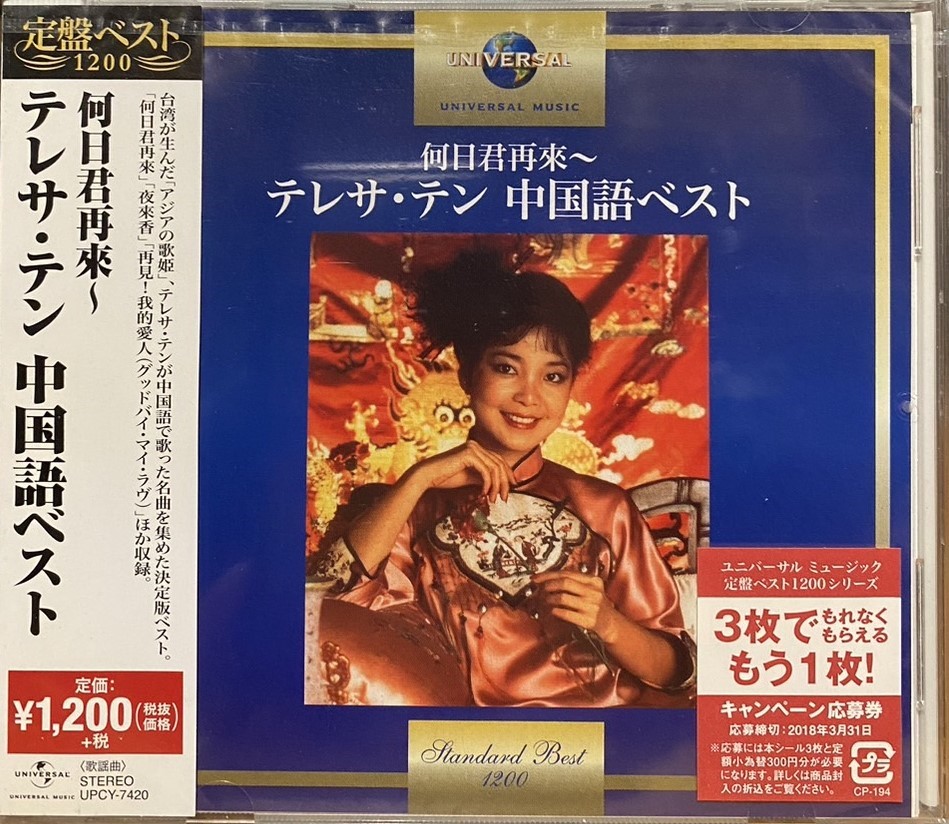 定盤ベスト
1200
何日君再來～
テレサ・テン 中国語ベスト
台湾が生んだ「アジアの歌姫」、テレサ・テンが中国語で歌った名曲を集めた決定版ベスト。
「何日君再來」「夜來香」「再見！我的愛人(グッドバイ・マイ・ラヴ)」ほか収録。
定価:
¥1,200(税抜価格)
+税
UNIVERSAL
UNIVERSAL MUSIC
〈歌謡曲〉
STEREO
UPCY-7420
UNIVERSAL
UNIVERSAL MUSIC
何日君再來～
テレサ・テン 中国語ベスト
Standard Best
1200
ユニバーサル ミュージック
定盤ベスト1200シリーズ
3枚でもれなくもらえる
もう1枚!
キャンペーン応募券
応募締切:2018年3月31日
※応募には本シール3枚と定
額小為替300円分が必要
になります。詳しくは商品封
入の折込をご覧ください。
プラ
CP-194